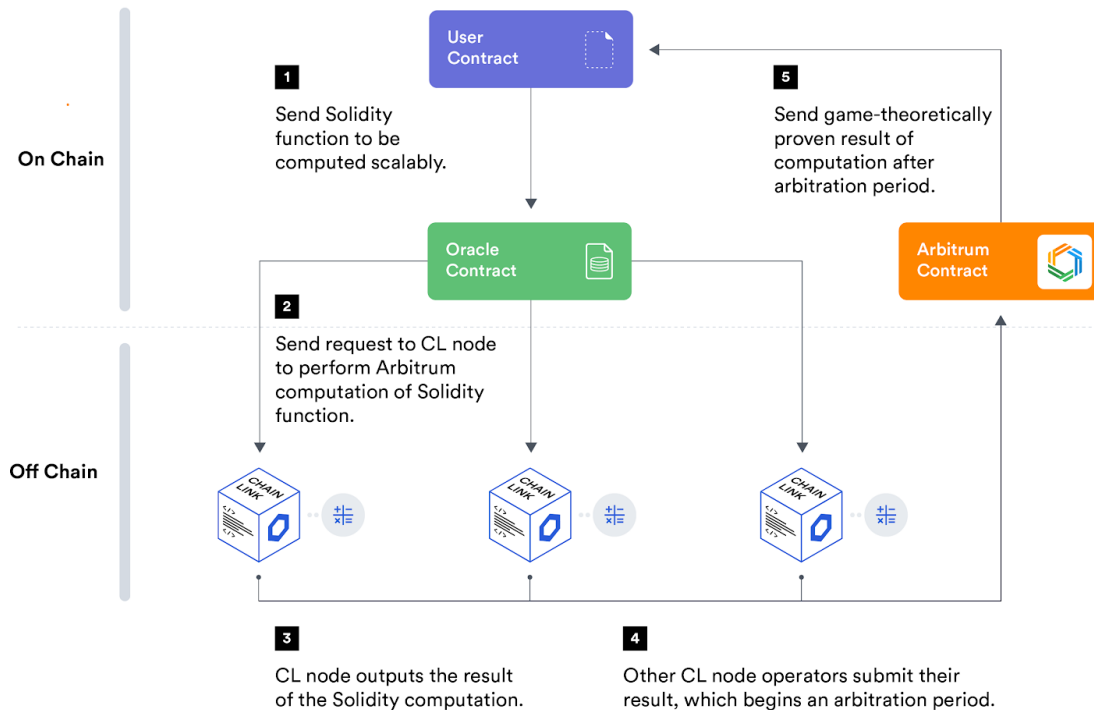 User
Contract
1
Send Solidity
function to be
computed scalably.
5
Send game-theoretically
proven result of
computation after
arbitration period.
On Chain
Oracle
Contract
Arbitrum
Contract
2
Send request to CL node
to perform Arbitrum
computation of Solidity
function.
Off Chain
CHAIN
LINK
<i>
<i>
CHAIN
LINK
<i>
<i>
CHAIN
LINK
<i>
<i>
3
CL node outputs the result
of the Solidity computation.
4
Other CL node operators submit their
result, which begins an arbitration period.